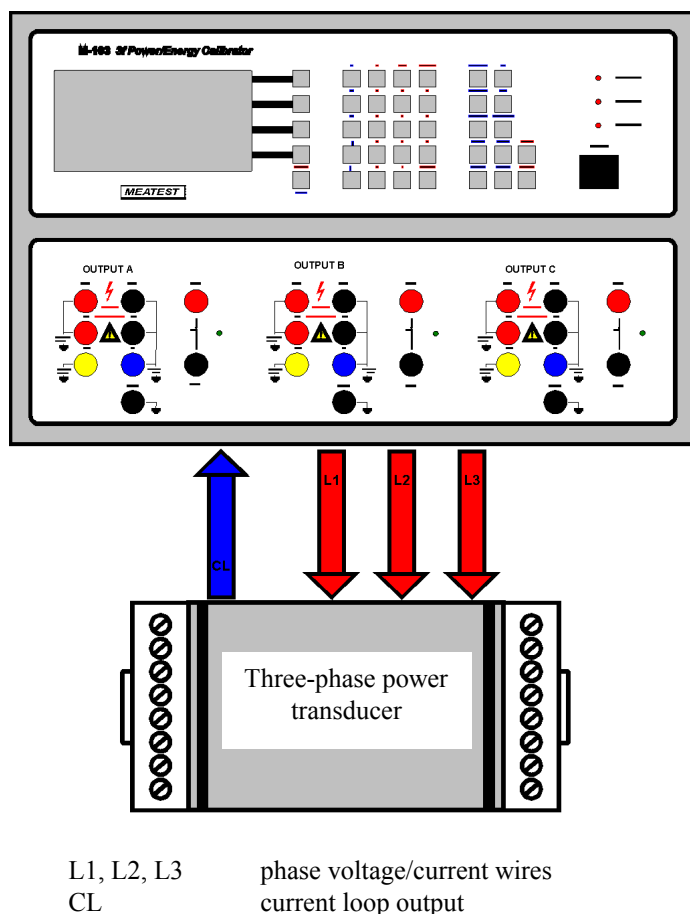 M-103 3f Power/Energy Calibrator
MEATEST
OUTPUT A
OUTPUT B
OUTPUT C
CL
L1
L2
L3
Three-phase power
transducer
L1, L2, L3 phase voltage/current wires
CL current loop output